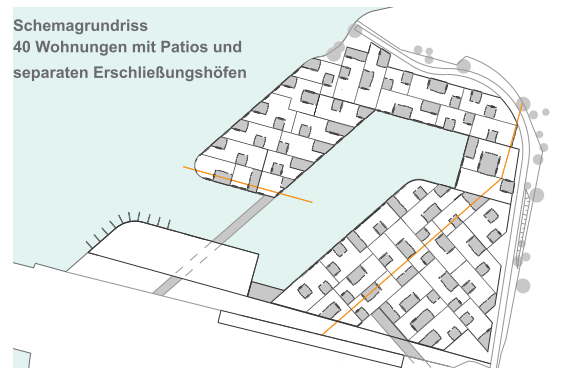 Schemagrundriss
40 Wohnungen mit Patios und
separaten Erschließungshöfen